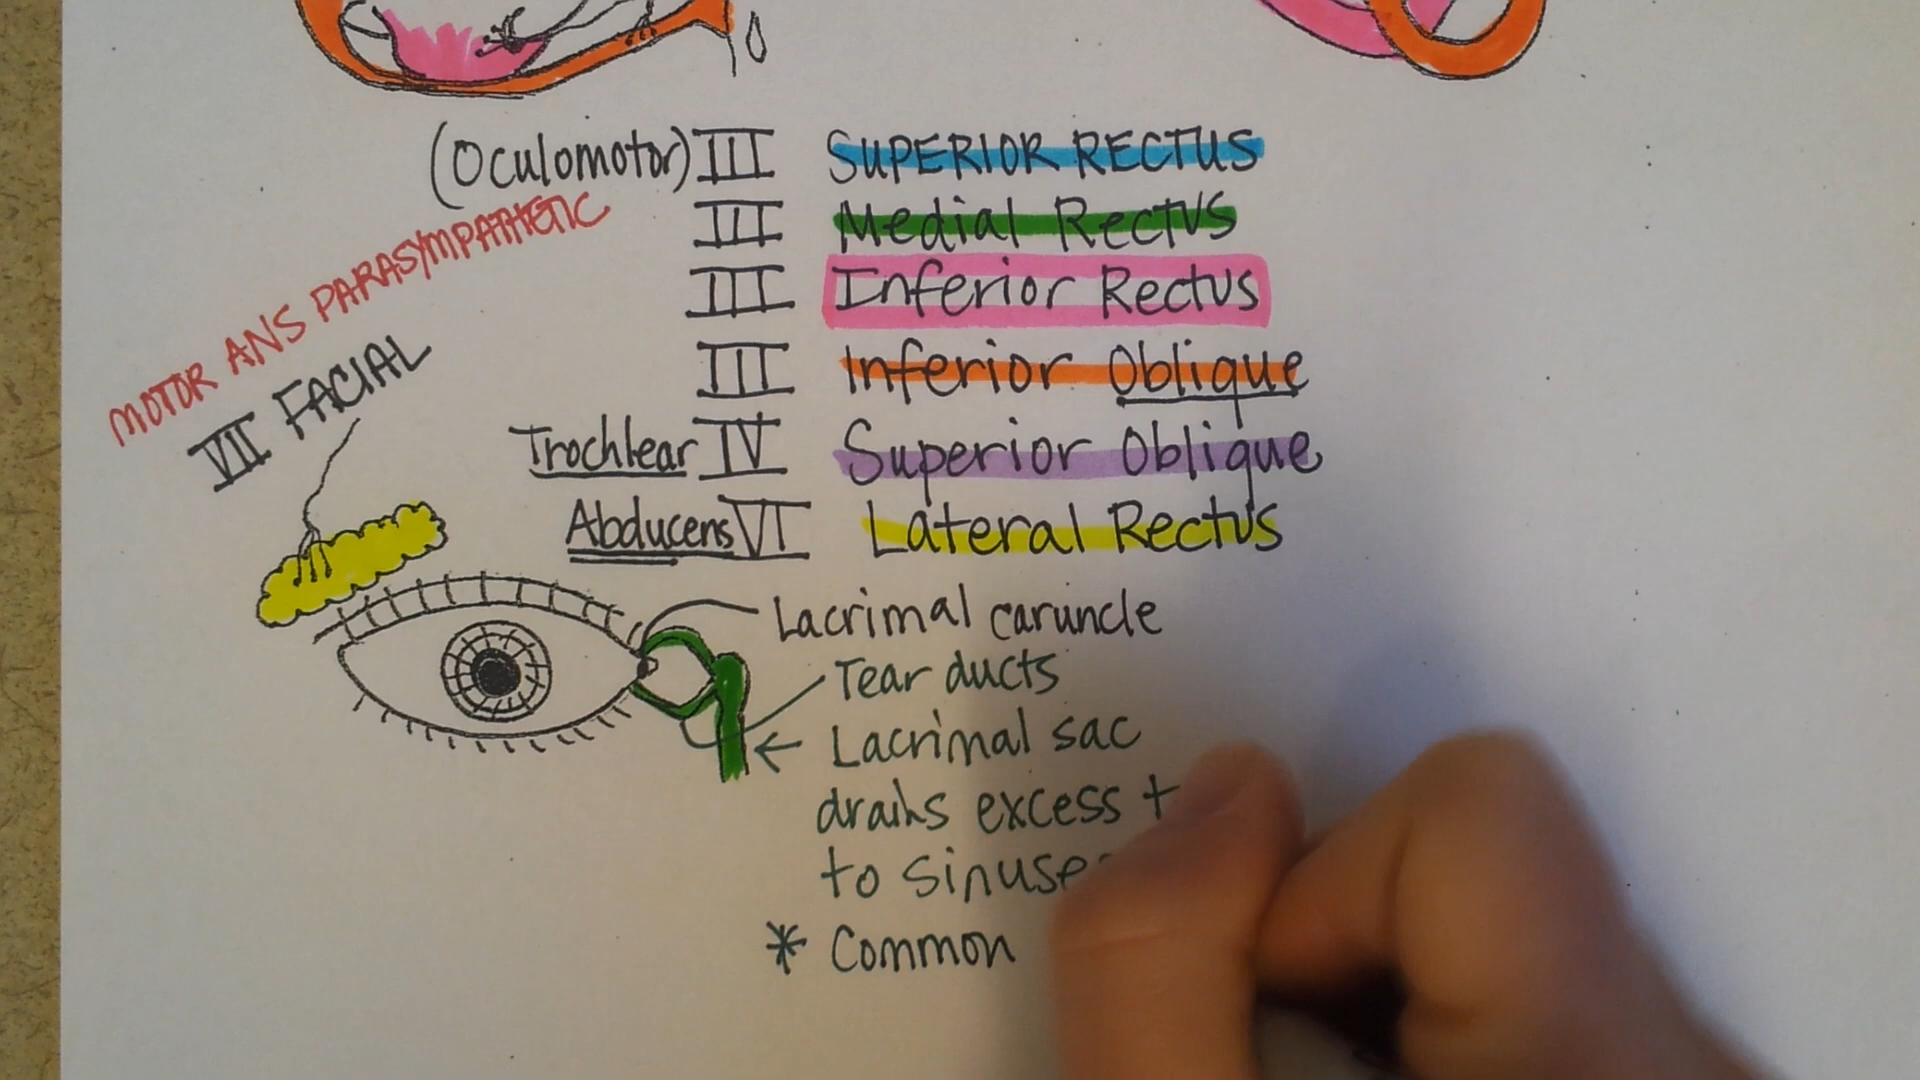 (Oculomotor) III SUPERIOR RECTUS
III Medial Rectus
III Inferior Rectus
III Inferior Oblique
Trochlear IV Superior Oblique
Abducens VI Lateral Rectus
MOTOR ANS PARASYMPATHETIC
VII FACIAL
Lacrimal caruncle
Tear ducts
Lacrimal sac
drains excess
to
* Common